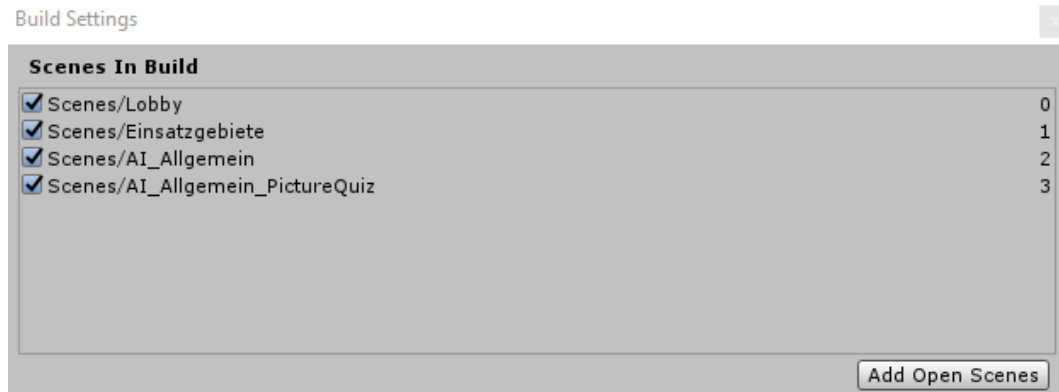 Build Settings
Scenes In Build
Scenes/Lobby 0
Scenes/Einsatzgebiete 1
Scenes/AI_Allgemein 2
Scenes/AI_Allgemein_PictureQuiz 3
Add Open Scenes